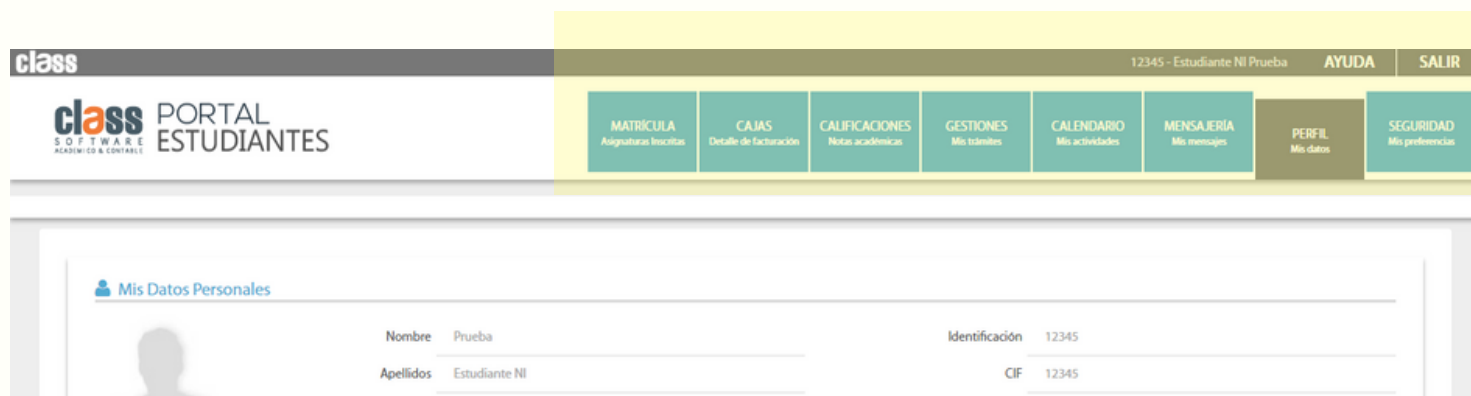 class
12345 - Estudiante NI Prueba AYUDA SALIR
class PORTAL
SOFTWARE ESTUDIANTES
ACADEMICO & CONTABLE
MATRÍCULA CAJAS CALIFICACIONES GESTIONES CALENDARIO MENSAJERÍA PERFIL SEGURIDAD
Asignaturas Inscritas Detalle de facturación Notas académicas Mis trámites Mis actividades Mis mensajes Mis datos Mis preferencias
Mis Datos Personales
Nombre Prueba Identificación 12345
Apellidos Estudiante NI CIF 12345